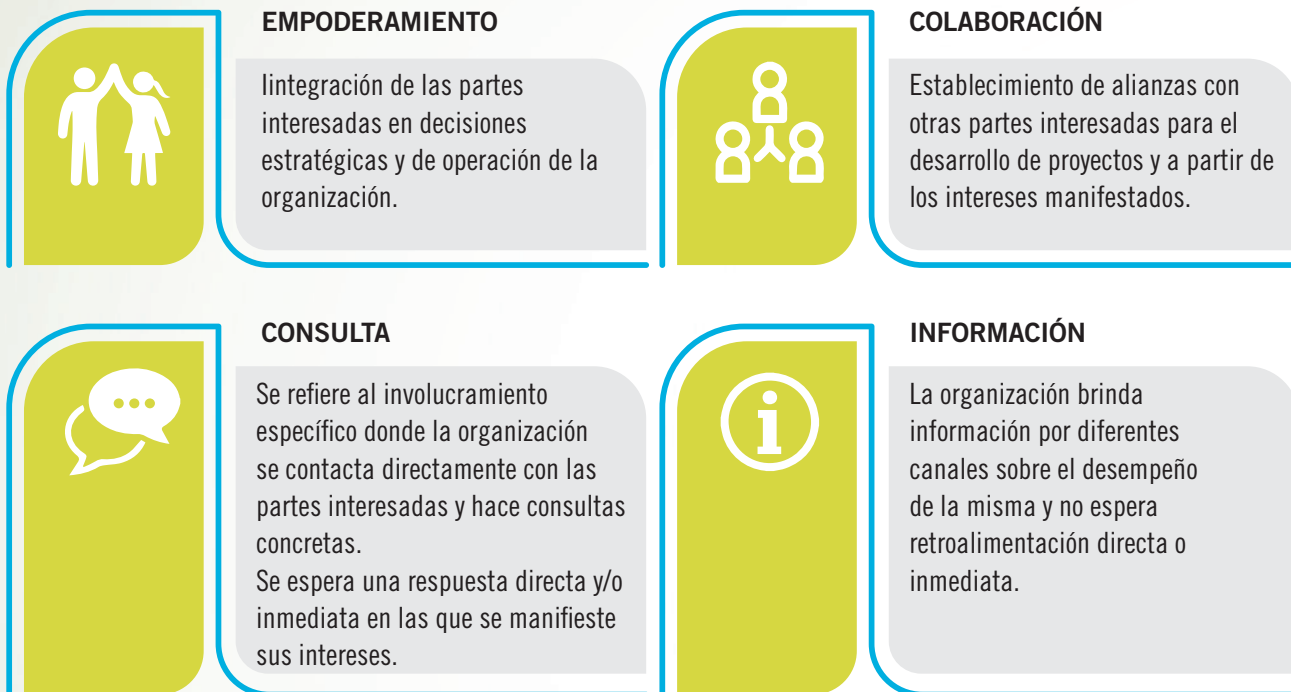 EMPODERAMIENTO
Iintegración de las partes
interesadas en decisiones
estratégicas y de operación de la
organización.
COLABORACIÓN
Establecimiento de alianzas con
otras partes interesadas para el
desarrollo de proyectos y a partir de
los intereses manifestados.
CONSULTA
Se refiere al involucramiento
específico donde la organización
se contacta directamente con las
partes interesadas y hace consultas
concretas.
Se espera una respuesta directa y/o
inmediata en las que se manifieste
sus intereses.
INFORMACIÓN
La organización brinda
información por diferentes
canales sobre el desempeño
de la misma y no espera
retroalimentación directa o
inmediata.